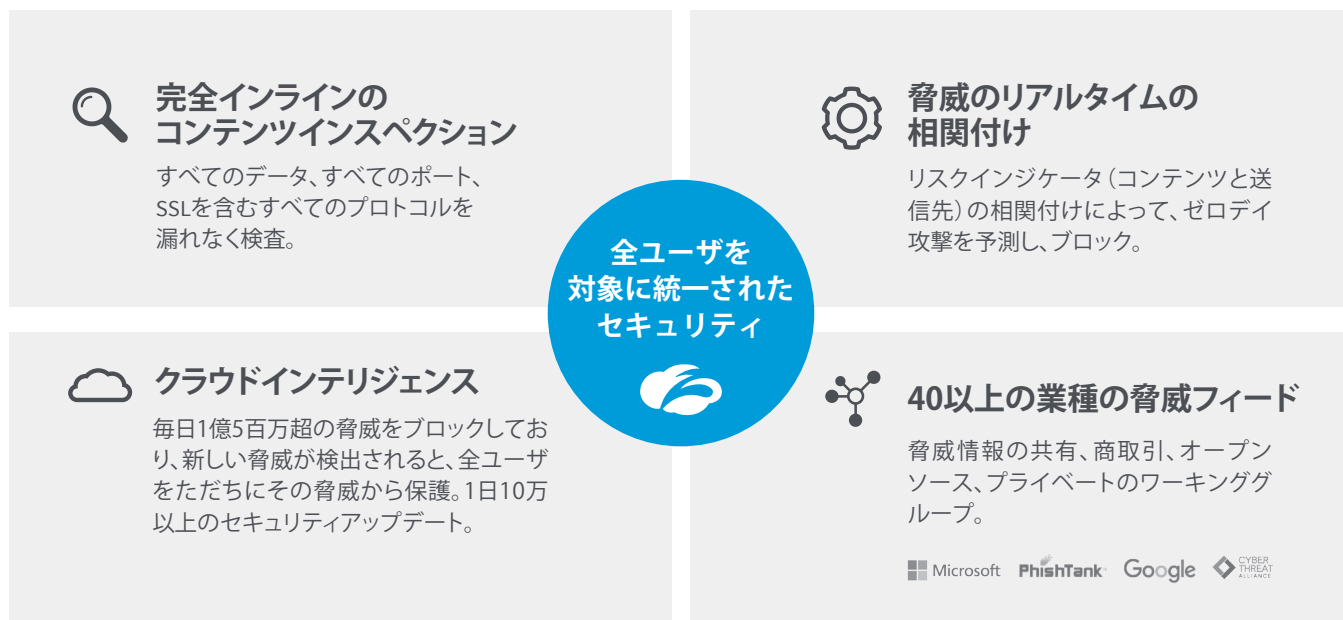 完全インラインの
コンテンツインスペクション
すべてのデータ、すべてのポート、
SSLを含むすべてのプロトコルを
漏れなく検査。
脅威のリアルタイムの
相関付け
リスクインジケータ（コンテンツと送
信先）の相関付けによって、ゼロデイ
攻撃を予測し、ブロック。
全ユーザを
対象に統一された
セキュリティ
クラウドインテリジェンス
毎日1億5百万超の脅威をブロックしてお
り、新しい脅威が検出されると、全ユーザ
をただちにその脅威から保護。1日10万
以上のセキュリティアップデート。
40以上の業種の脅威フィード
脅威情報の共有、商取引、オープン
ソース、プライベートのワーキンググ
ループ。
Microsoft PhishTank Google CYBER
THREAT
ALLIANCE